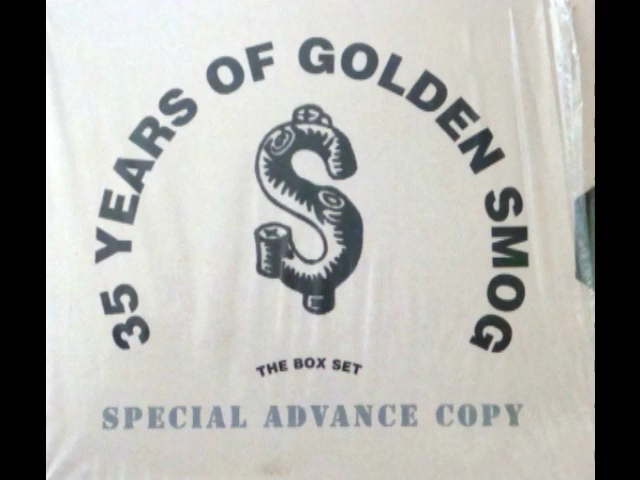 35 YEARS OF GOLDEN SMOG
THE BOX SET
SPECIAL ADVANCE COPY